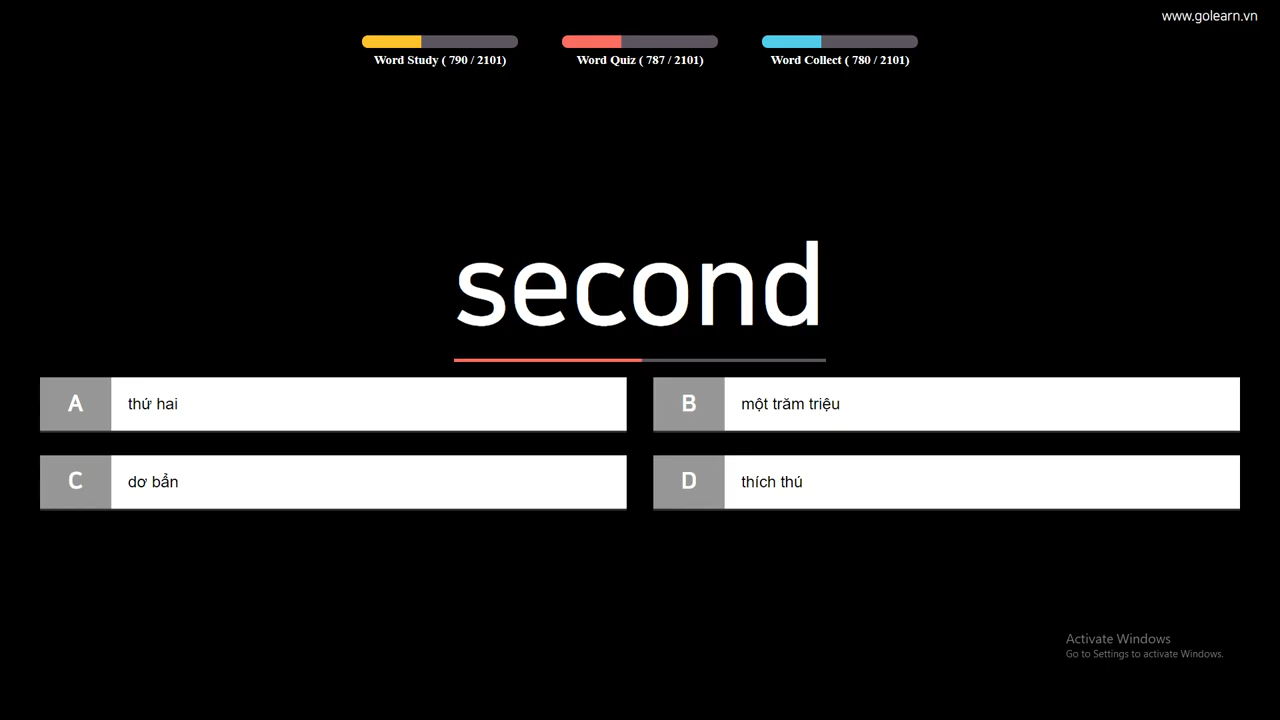 www.golearn.vn
Word Study ( 790 / 2101)
Word Quiz ( 787 / 2101)
Word Collect ( 780 / 2101)
second
A thứ hai
B một trăm triệu
C dơ bẩn
D thích thú
Activate Windows
Go to Settings to activate Windows.